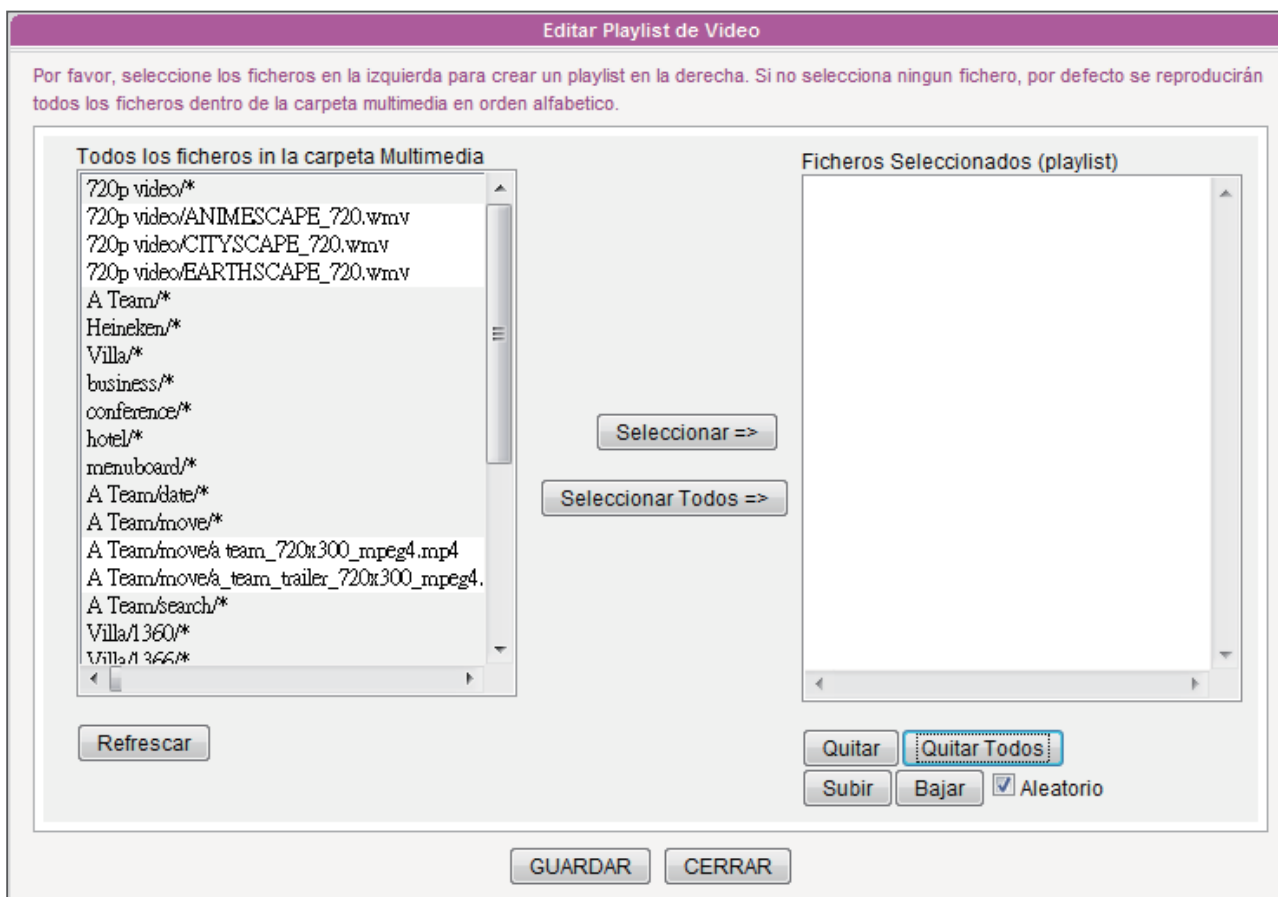 Editar Playlist de Video
Por favor, seleccione los ficheros en la izquierda para crear un playlist en la derecha. Si no selecciona ningun fichero, por defecto se reproducirán
todos los ficheros dentro de la carpeta multimedia en orden alfabetico.
Todos los ficheros in la carpeta Multimedia
720p video/*
720p video/ANIMESCAPE_720.wmv
720p video/CITYSCAPE_720.wmv
720p video/EARTHSCAPE_720.wmv
A Team/*
Heineken/*
Villa/*
business/*
conference/*
hotel/*
menuboard/*
A Team/date/*
A Team/move/*
A Team/move/a team_720x300_mpeg4.mp4
A Team/move/a_team_trailer_720x300_mpeg4.
A Team/search/*
Villa/1360/*
Villa/1366/*
Refrescar
Seleccionar =>
Seleccionar Todos =>
Ficheros Seleccionados (playlist)
Quitar Quitar Todos
Subir Bajar Aleatorio
GUARDAR CERRAR